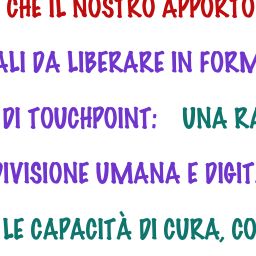 CHE IL NOSTRO APPORTO
ALI DA LIBERARE IN FORM
DI TOUCHPOINT: UNA RA
DIVISIONE UMANA E DIGIT
LE CAPACITÀ DI CURA, CO